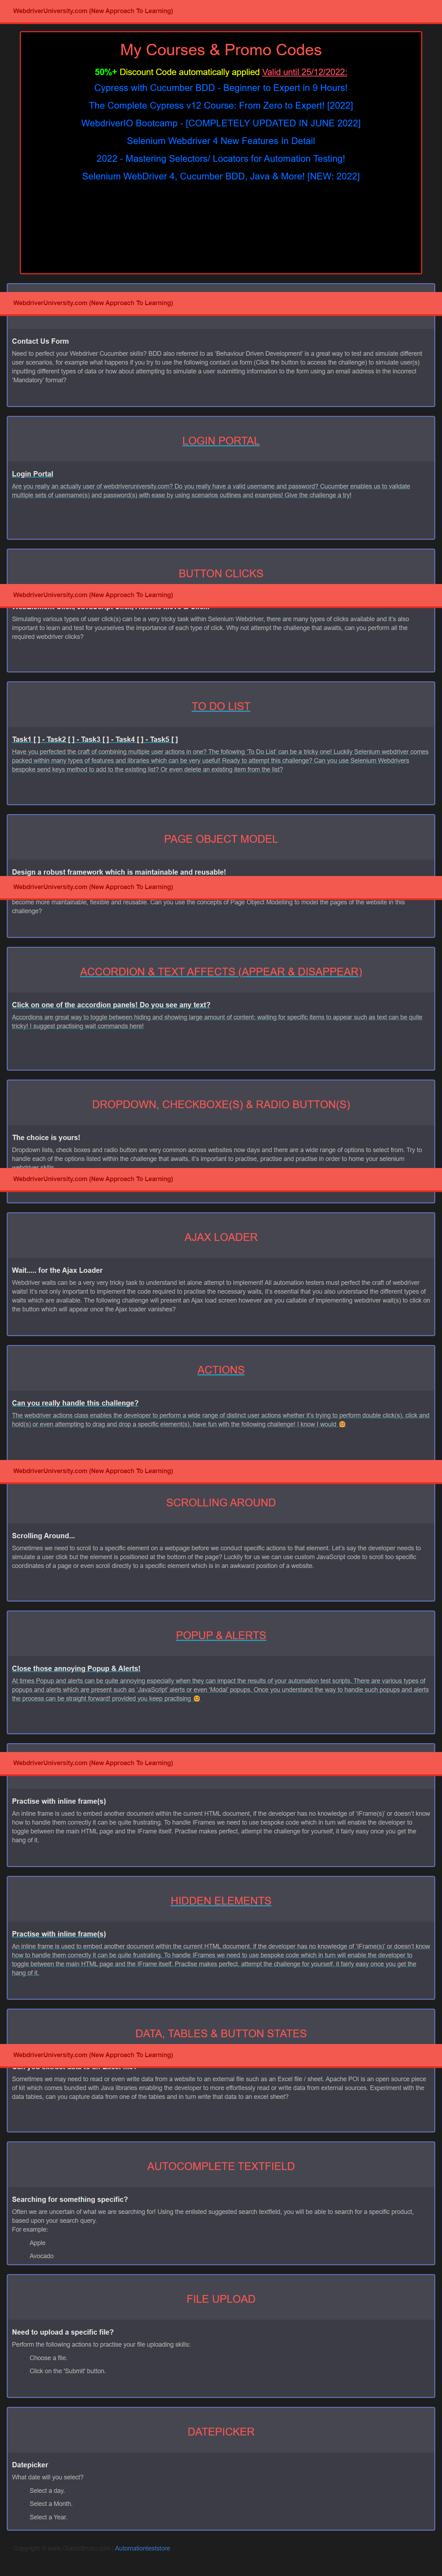 WebdriverUniversity.com (New Approach To Learning)
My Courses & Promo Codes
50%+ Discount Code automatically applied Valid until 25/12/2022:
Cypress with Cucumber BDD - Beginner to Expert in 9 Hours!
The Complete Cypress v12 Course: From Zero to Expert! [2022]
WebdriverIO Bootcamp - [COMPLETELY UPDATED IN JUNE 2022]
Selenium Webdriver 4 New Features In Detail
2022 - Mastering Selectors/ Locators for Automation Testing!
Selenium WebDriver 4, Cucumber BDD, Java & More! [NEW: 2022]
WebdriverUniversity.com (New Approach To Learning)
Contact Us Form
Need to perfect your Webdriver Cucumber skills? BDD also referred to as 'Behaviour Driven Development' is a great way to test and simulate different
user scenarios, for example what happens if you try to use the following contact us form (Click the button to access the challenge) to simulate user(s)
inputting different types of data or how about attempting to simulate a user submitting information to the form using an email address in the incorrect
'Mandatory' format?
LOGIN PORTAL
Login Portal
Are you really an actually user of webdriveruniversity.com? Do you really have a valid username and password? Cucumber enables us to validate
multiple sets of username(s) and password(s) with ease by using scenarios outlines and examples! Give the challenge a try!
BUTTON CLICKS
WebdriverUniversity.com (New Approach To Learning)
Simulating various types of user click(s) can be a very tricky task within Selenium Webdriver, there are many types of clicks available and it's also
important to learn and test for yourselves the importance of each type of click. Why not attempt the challenge that awaits, can you perform all the
required webdriver clicks?
TO DO LIST
Task1 [ ] - Task2 [ ] - Task3 [ ] - Task4 [ ] - Task5 [ ]
Have you perfected the craft of combining multiple user actions in one? The following 'To Do List' can be a tricky one! Luckily Selenium webdriver comes
packed within many types of features and libraries which can be very useful! Ready to attempt this challenge? Can you use Selenium Webdrivers
bespoke send keys method to add to the existing list? Or even delete an existing item from the list?
PAGE OBJECT MODEL
Design a robust framework which is maintainable and reusable!
WebdriverUniversity.com (New Approach To Learning)
become more maintainable, flexible and reusable. Can you use the concepts of Page Object Modelling to model the pages of the website in this
challenge?
ACCORDION & TEXT AFFECTS (APPEAR & DISAPPEAR)
Click on one of the accordion panels! Do you see any text?
Accordions are great way to toggle between hiding and showing large amount of content; waiting for specific items to appear such as text can be quite
tricky! I suggest practising wait commands here!
DROPDOWN, CHECKBOXE(S) & RADIO BUTTON(S)
The choice is yours!
Dropdown lists, check boxes and radio button are very common across websites now days and there are a wide range of options to select from. Try to
handle each of the options listed within the challenge that awaits, it's important to practise, practise and practise in order to home your selenium
webdriver skills
WebdriverUniversity.com (New Approach To Learning)
AJAX LOADER
Wait..... for the Ajax Loader
Webdriver waits can be a very very tricky task to understand let alone attempt to implement! All automation testers must perfect the craft of webdriver
waits! It's not only important to implement the code required to practise the necessary waits, it's essential that you also understand the different types of
waits which are available. The following challenge will present an Ajax load screen however are you callable of implementing webdriver wait(s) to click on
the button which will appear once the Ajax loader vanishes?
ACTIONS
Can you really handle this challenge?
The webdriver actions class enables the developer to perform a wide range of distinct user actions whether it's trying to perform double click(s), click and
hold(s) or even attempting to drag and drop a specific element(s), have fun with the following challenge! I know I would 😊
WebdriverUniversity.com (New Approach To Learning)
SCROLLING AROUND
Scrolling Around...
Sometimes we need to scroll to a specific element on a webpage before we conduct specific actions to that element. Let's say the developer needs to
simulate a user click but the element is positioned at the bottom of the page? Luckily for us we can use custom JavaScript code to scroll too specific
coordinates of a page or even scroll directly to a specific element which is in an awkward position of a website.
POPUP & ALERTS
Close those annoying Popup & Alerts!
At times Popup and alerts can be quite annoying especially when they can impact the results of your automation test scripts. There are various types of
popups and alerts which are present such as 'JavaScript' alerts or even 'Modal' popups. Once you understand the way to handle such popups and alerts
the process can be straight forward! provided you keep practising 😊
WebdriverUniversity.com (New Approach To Learning)
Practise with inline frame(s)
An inline frame is used to embed another document within the current HTML document, if the developer has no knowledge of 'IFrame(s)' or doesn't know
how to handle them correctly it can be quite frustrating. To handle IFrames we need to use bespoke code which in turn will enable the developer to
toggle between the main HTML page and the IFrame itself. Practise makes perfect, attempt the challenge for yourself, it fairly easy once you get the
hang of it.
HIDDEN ELEMENTS
Practise with inline frame(s)
An inline frame is used to embed another document within the current HTML document, if the developer has no knowledge of 'IFrame(s)' or doesn't know
how to handle them correctly it can be quite frustrating. To handle IFrames we need to use bespoke code which in turn will enable the developer to
toggle between the main HTML page and the IFrame itself. Practise makes perfect, attempt the challenge for yourself, it fairly easy once you get the
hang of it.
DATA, TABLES & BUTTON STATES
WebdriverUniversity.com (New Approach To Learning)
Sometimes we may need to read or even write data from a website to an external file such as an Excel file / sheet. Apache POI is an open source piece
of kit which comes bundled with Java libraries enabling the developer to more effortlessly read or write data from external sources. Experiment with the
data tables, can you capture data from one of the tables and in turn write that data to an excel sheet?
AUTOCOMPLETE TEXTFIELD
Searching for something specific?
Often we are uncertain of what we are searching for! Using the enlisted suggested search textfield, you will be able to search for a specific product,
based upon your search query.
For example:
Apple
Avocado
FILE UPLOAD
Need to upload a specific file?
Perform the following actions to practise your file uploading skills:
Choose a file.
Click on the 'Submit' button.
DATEPICKER
Datepicker
What date will you select?
Select a day.
Select a Month.
Select a Year.
Automationteststore